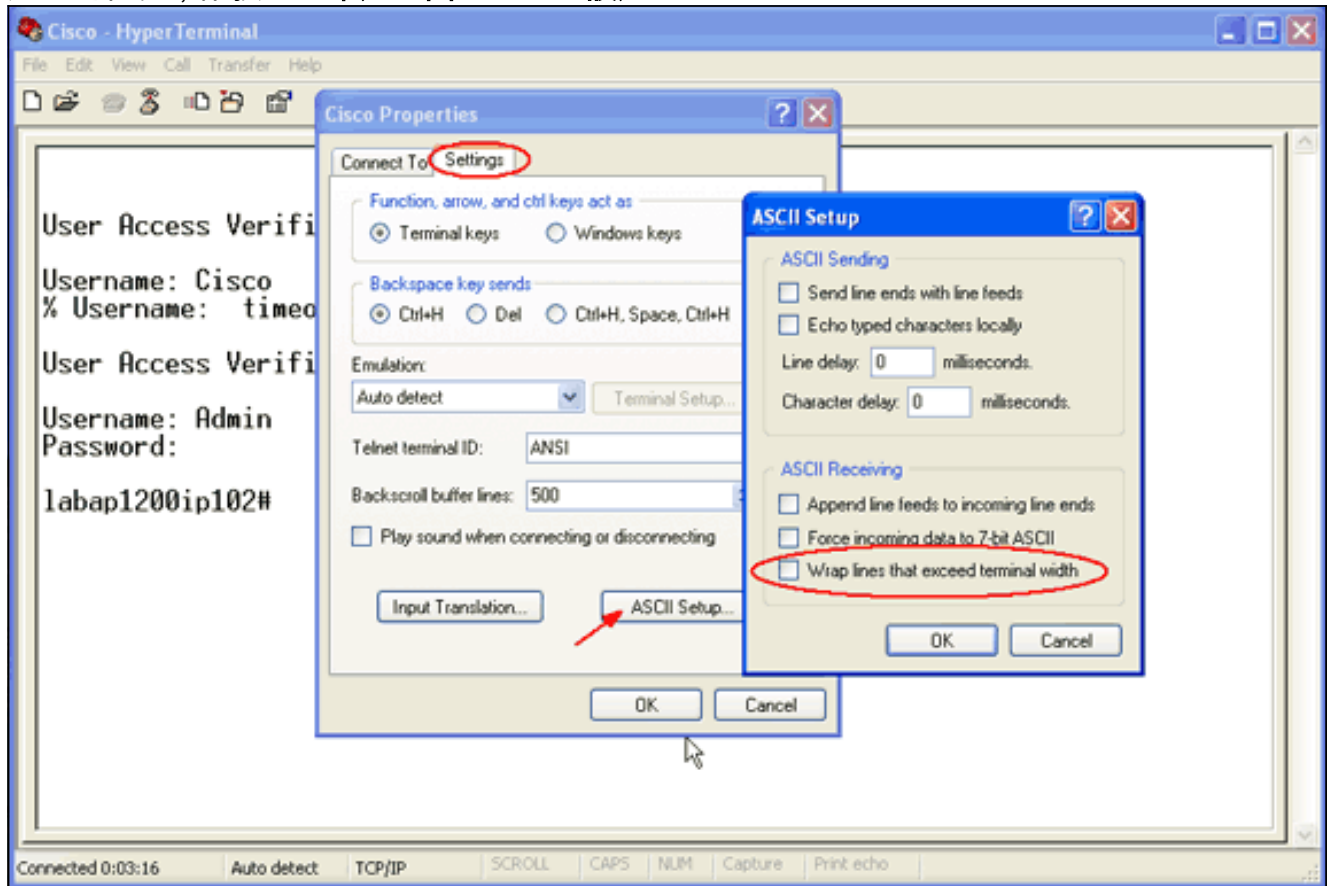 Cisco - HyperTerminal
File Edit View Call Transfer Help
User Access Verifi
Username: Cisco
% Username: timeo
User Access Verifi
Username: Admin
Password:
labap1200ip102#
Cisco Properties
Connect To Settings
Function, arrow, and ctrl keys act as
Terminal keys Windows keys
Backspace key sends
Ctrl+H Del Ctrl+H, Space, Ctrl+H
Emulation:
Auto detect Terminal Setup...
Telnet terminal ID: ANSI
Backscroll buffer lines: 500
Play sound when connecting or disconnecting
Input Translation... ASCII Setup...
OK Cancel
ASCII Setup
ASCII Sending
Send line ends with line feeds
Echo typed characters locally
Line delay: 0 milliseconds.
Character delay: 0 milliseconds.
ASCII Receiving
Append line feeds to incoming line ends
Force incoming data to 7-bit ASCII
Wrap lines that exceed terminal width
OK Cancel
Connected 0:03:16 Auto detect TCP/IP SCROLL CAPS NUM Capture Print echo